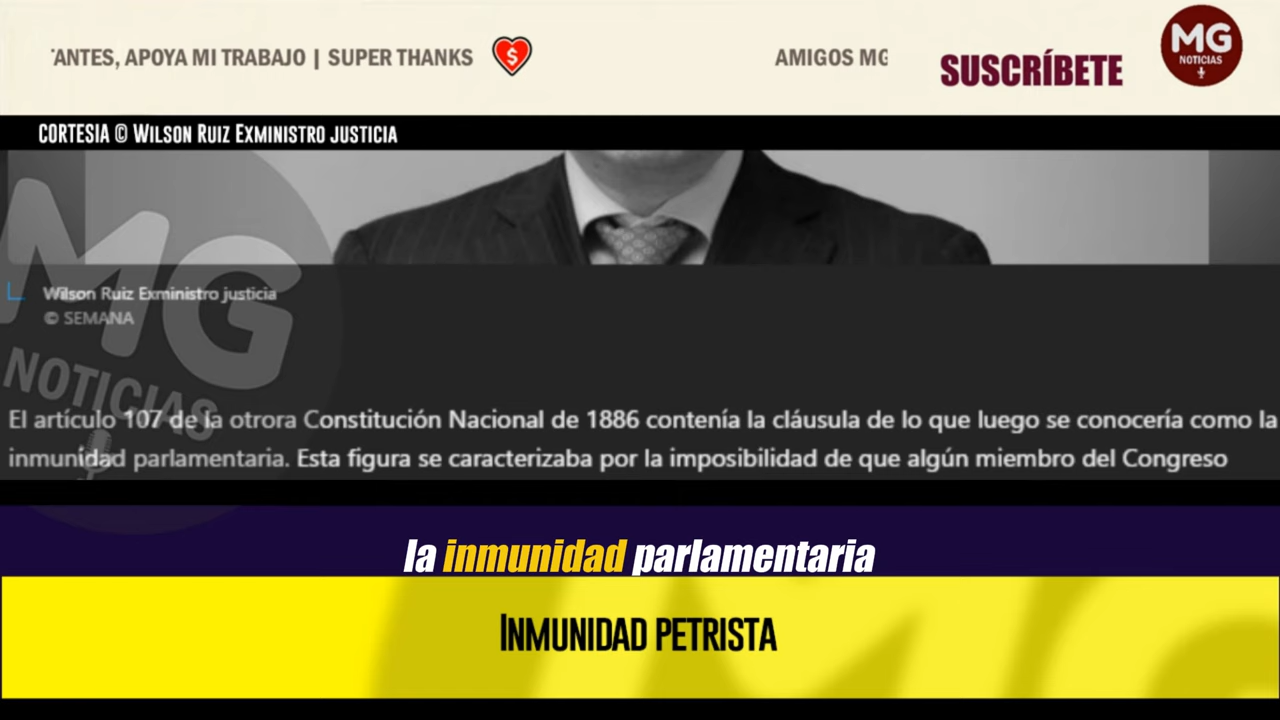 'ANTES, APOYA MI TRABAJO | SUPER THANKS
$
AMIGOS MG
SUSCRÍBETE
MG
NOTICIAS
CORTESIA © WILSON RUIZ EXMINISTRO JUSTICIA
MG
NOTICIAS
Wilson Ruiz Exministro justicia
© SEMANA
El artículo 107 de la otrora Constitución Nacional de 1886 contenía la cláusula de lo que luego se conocería como la
inmunidad parlamentaria. Esta figura se caracterizaba por la imposibilidad de que algún miembro del Congreso
la inmunidad parlamentaria
INMUNIDAD PETRISTA